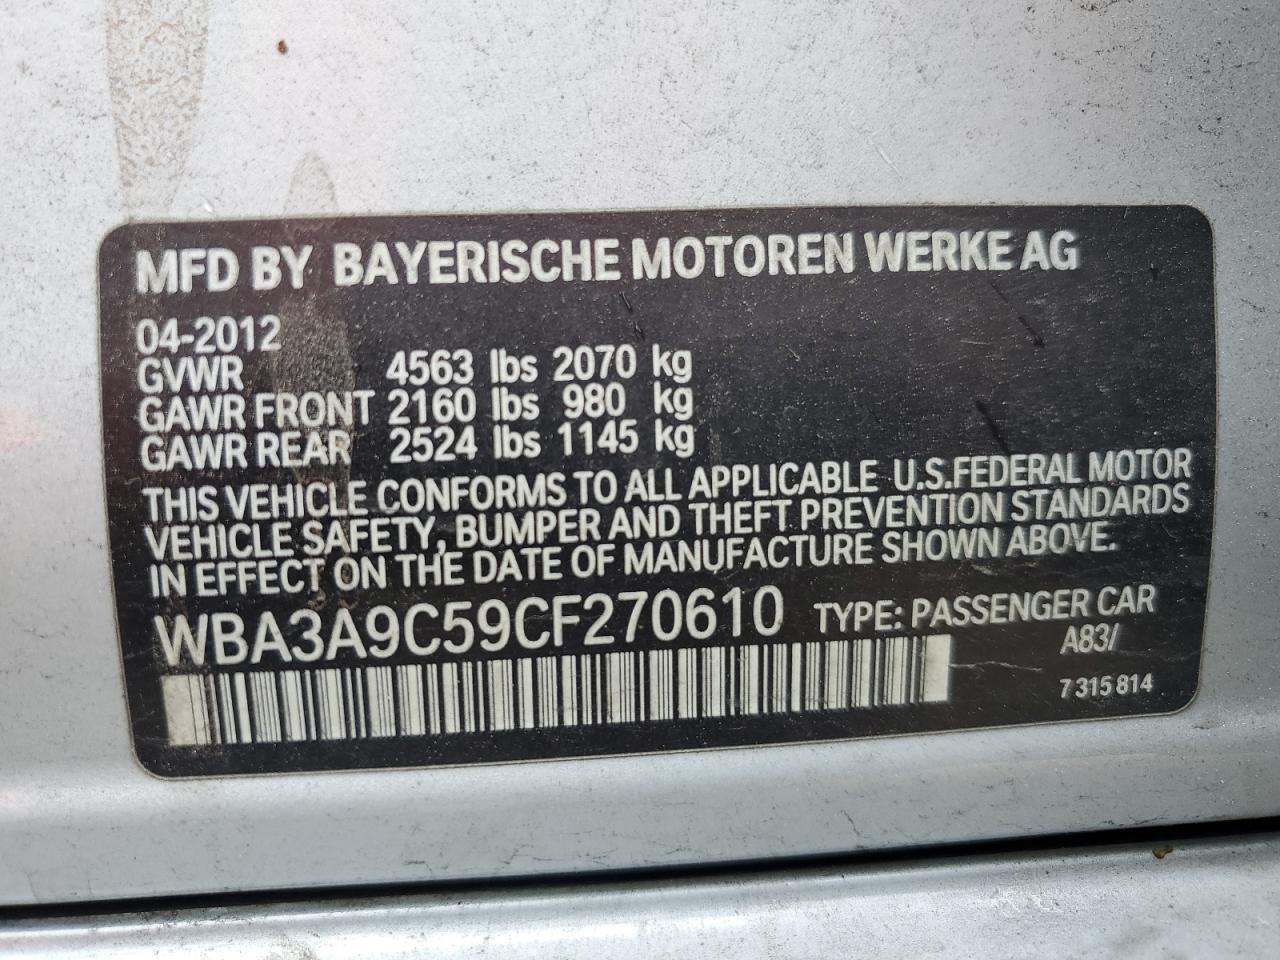 MFD BY BAYERISCHE MOTOREN WERKE AG
04-2012
GVWR 4563 lbs 2070 kg
GAWR FRONT 2160 lbs 980 kg
GAWR REAR 2524 lbs 1145 kg
THIS VEHICLE CONFORMS TO ALL APPLICABLE U.S.FEDERAL MOTOR
VEHICLE SAFETY, BUMPER AND THEFT PREVENTION STANDARDS
IN EFFECT ON THE DATE OF MANUFACTURE SHOWN ABOVE.
WBA3A9C59CF270610 TYPE: PASSENGER CAR
A83/
7 315 814